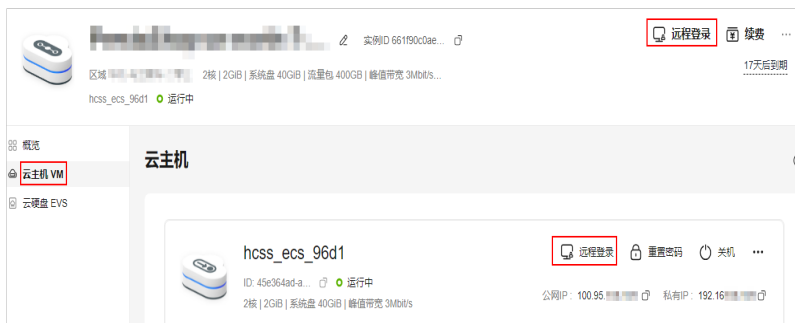 实例ID 661f90c0ae... 远程登录 续费 ...
区域 2核 | 2GiB | 系统盘 40GiB | 流量包 400GB | 峰值带宽 3Mbit/s... 17天后到期
hcss_ecs_96d1 运行中
概览
云主机 VM
云硬盘 EVS
云主机
hcss_ecs_96d1 远程登录 重置密码 关机 ...
ID: 45e364ad-a... 运行中
公网IP: 100.95. 私有IP: 192.16
2核 | 2GiB | 系统盘 40GiB | 峰值带宽 3Mbit/s